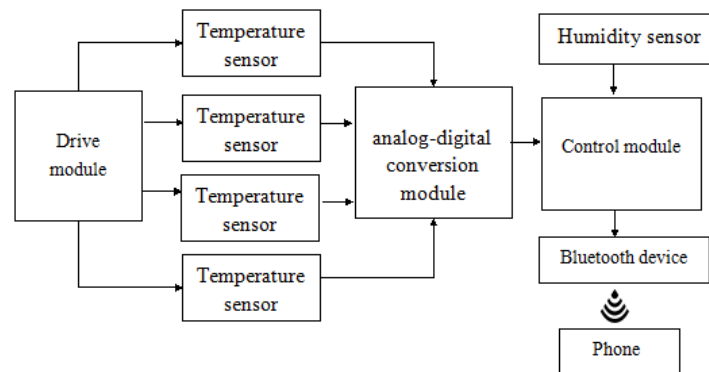 Temperature
sensor
Humidity sensor
Temperature
sensor
Drive
module
analog-digital
conversion
module
Control module
Temperature
sensor
Temperature
sensor
Bluetooth device
Phone